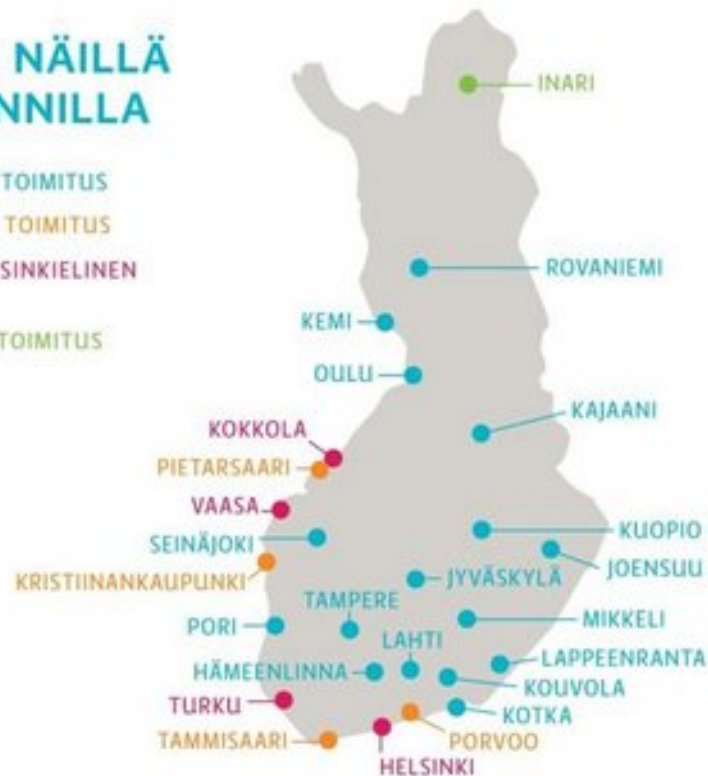 NÄILLÄ
NNILLA
TOIMITUS
TOIMITUS
SINKIELINEN
TOIMITUS
INARI
ROVANIEMI
KEMI
OULU
KAJAANI
KOKKOLA
PIETARSAARI
VAASA
SEINÄJOKI
KUOPIO
JOENSUU
KRISTIINANKAUPUNKI
JYVÄSKYLÄ
TAMPERE
PORI
MIKKELI
LAHTI
HÄMEENLINNA
LAPPEENRANTA
KOUVOLA
TURKU
KOTKA
TAMMISAARI
PORVOO
HELSINKI